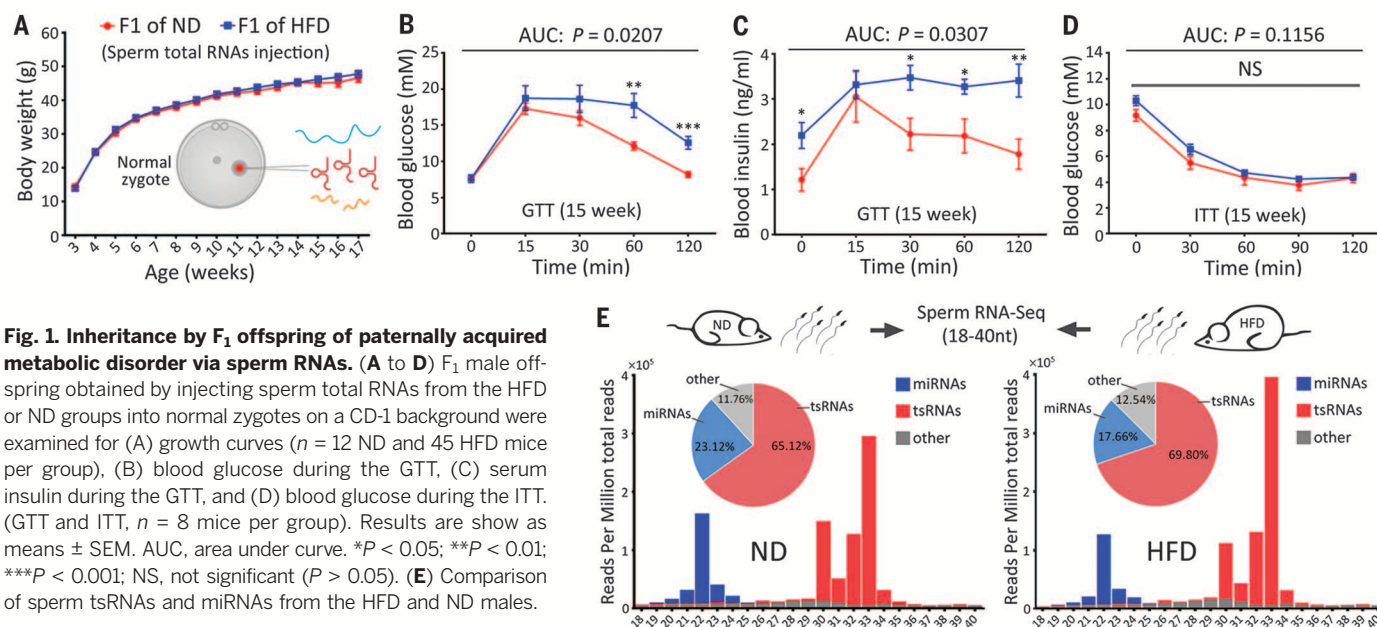 A
F1 of ND F1 of HFD
(Sperm total RNAs injection)
Body weight (g)
60
50
40
30
20
10
0
Normal
zygote
3 4 5 6 7 8 9 10 11 12 13 14 15 16 17
Age (weeks)
B
AUC: P = 0.0207
Blood glucose (mM)
25
20
15
10
5
0
**
***
GTT (15 week)
0 15 30 60 120
Time (min)
C
AUC: P = 0.0307
Blood insulin (ng/ml)
4
3
2
1
0
* * * **
GTT (15 week)
0 15 30 60 120
Time (min)
D
AUC: P = 0.1156
NS
Blood glucose (mM)
14
12
10
8
6
4
2
0
ITT (15 week)
0 30 60 90 120
Time (min)
Fig. 1. Inheritance by F1 offspring of paternally acquired
metabolic disorder via sperm RNAs. (A to D) F1 male off-
spring obtained by injecting sperm total RNAs from the HFD
or ND groups into normal zygotes on a CD-1 background were
examined for (A) growth curves (n = 12 ND and 45 HFD mice
per group), (B) blood glucose during the GTT, (C) serum
insulin during the GTT, and (D) blood glucose during the ITT.
(GTT and ITT, n = 8 mice per group). Results are show as
means ± SEM. AUC, area under curve. *P < 0.05; **P < 0.01;
***P < 0.001; NS, not significant (P > 0.05). (E) Comparison
of sperm tsRNAs and miRNAs from the HFD and ND males.
E
ND
Sperm RNA-Seq
(18-40nt)
HFD
×10⁵
Reads Per Million total reads
4
3
2
1
0
other
11.76%
miRNAs
23.12%
tsRNAs
65.12%
miRNAs
tsRNAs
other
ND
18 19 20 21 22 23 24 25 26 27 28 29 30 31 32 33 34 35 36 37 38 39 40
×10⁵
Reads Per Million total reads
4
3
2
1
0
other
12.54%
miRNAs
17.66%
tsRNAs
69.80%
miRNAs
tsRNAs
other
HFD
18 19 20 21 22 23 24 25 26 27 28 29 30 31 32 33 34 35 36 37 38 39 40